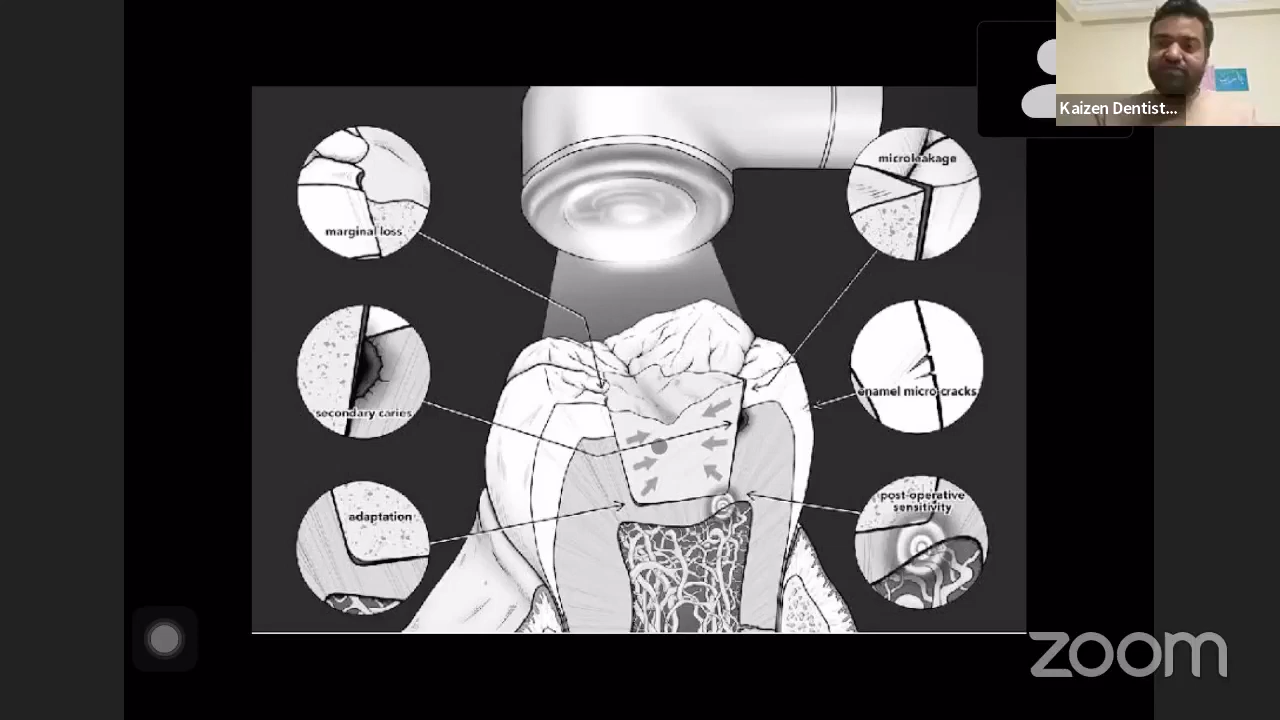 Kaizen Dentist...
microleakage
marginal loss
enamel micro cracks
secondary caries
post-operative
sensitivity
adaptation
zoom